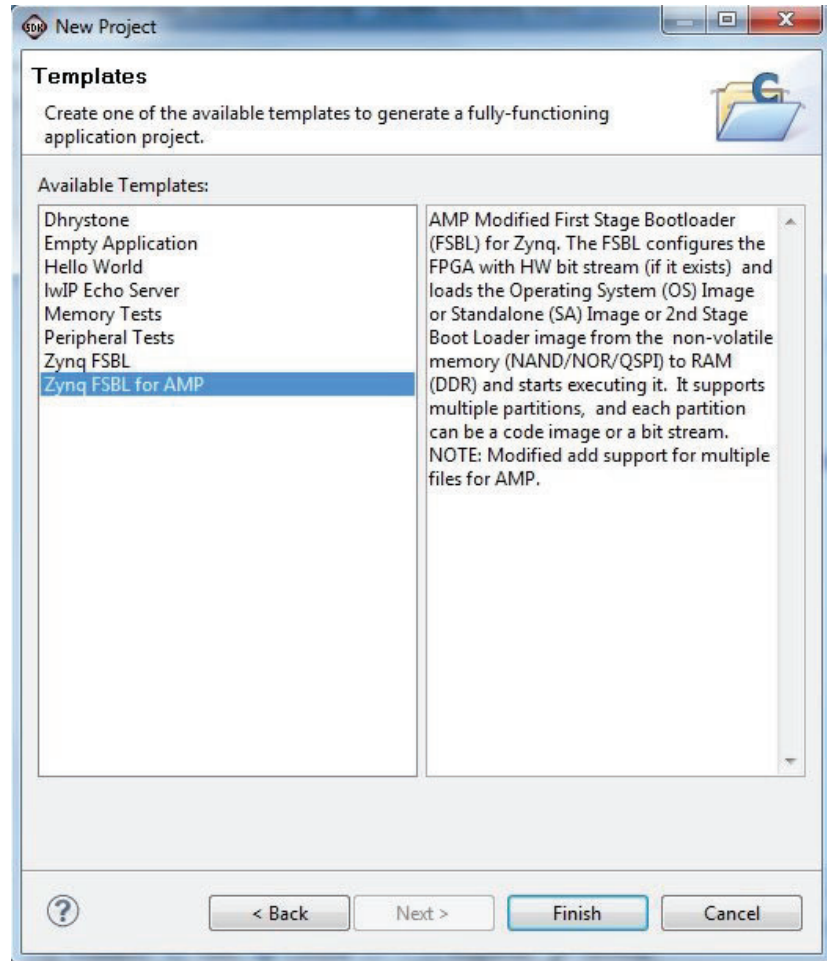 SDK New Project
Templates
Create one of the available templates to generate a fully-functioning
application project.
C
Available Templates:
Dhrystone
Empty Application
Hello World
lwIP Echo Server
Memory Tests
Peripheral Tests
Zynq FSBL
Zynq FSBL for AMP
AMP Modified First Stage Bootloader
(FSBL) for Zynq. The FSBL configures the
FPGA with HW bit stream (if it exists) and
loads the Operating System (OS) Image
or Standalone (SA) Image or 2nd Stage
Boot Loader image from the non-volatile
memory (NAND/NOR/QSPI) to RAM
(DDR) and starts executing it. It supports
multiple partitions, and each partition
can be a code image or a bit stream.
NOTE: Modified add support for multiple
files for AMP.
? < Back Next > Finish Cancel